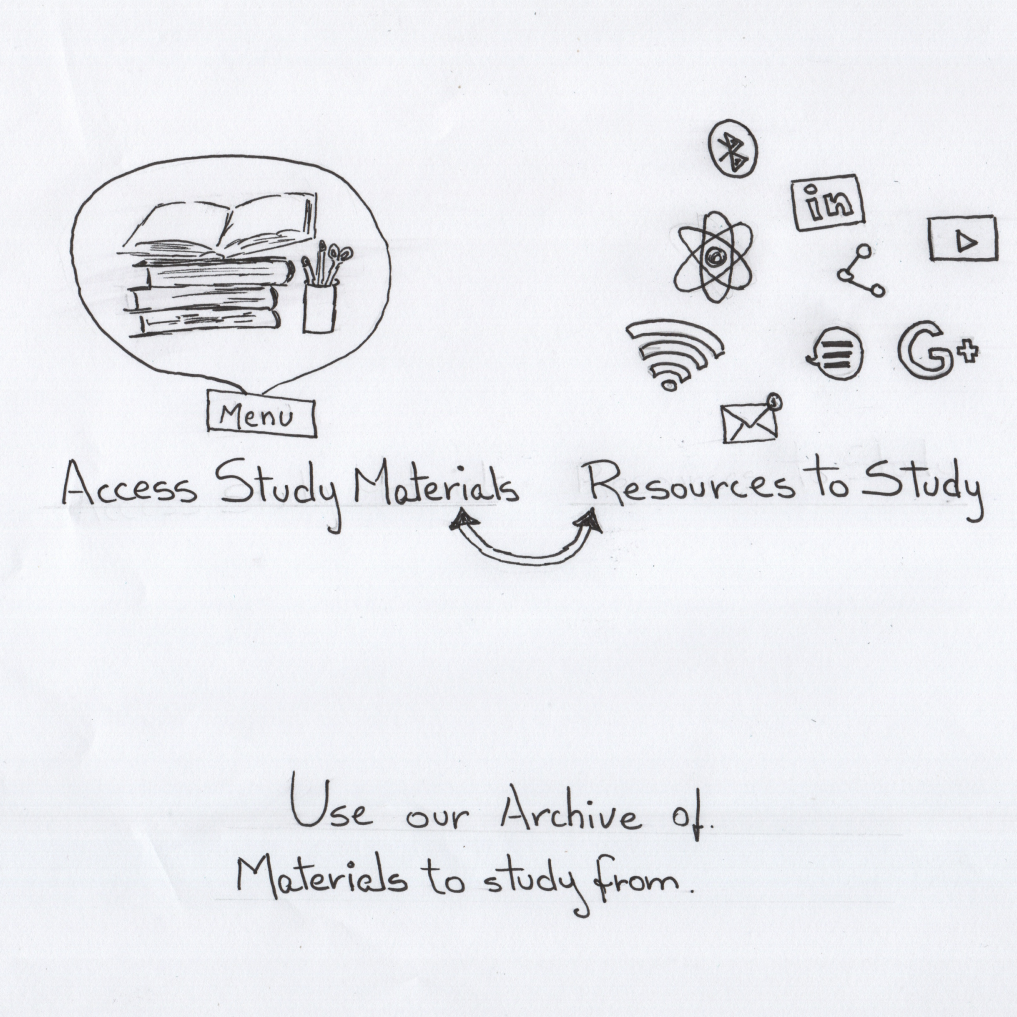 in
Menu
G+
Access Study Materials
Resources to Study
Use our Archive of.
Materials to study from.